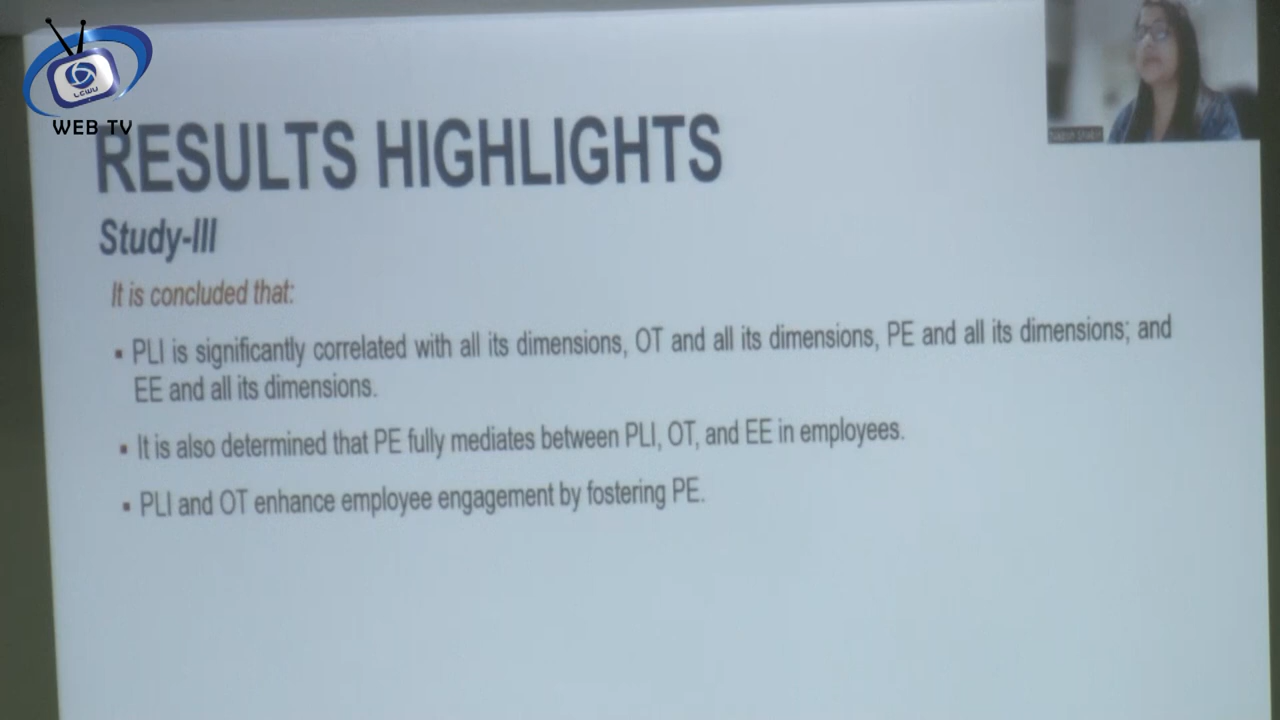 LCWU
WEB TV
RESULTS HIGHLIGHTS
Study-III
It is concluded that:
▪ PLI is significantly correlated with all its dimensions, OT and all its dimensions, PE and all its dimensions; and
EE and all its dimensions.
▪ It is also determined that PE fully mediates between PLI, OT, and EE in employees.
▪ PLI and OT enhance employee engagement by fostering PE.